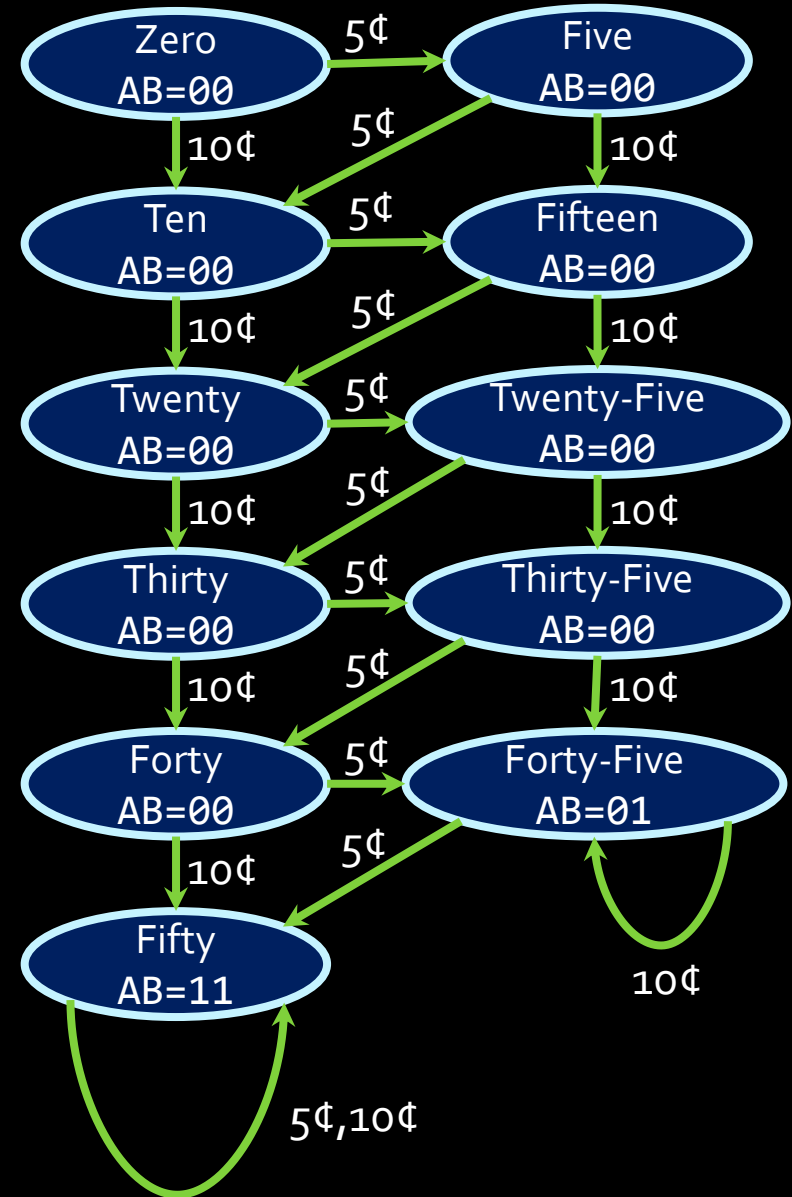 Zero
AB=00
5¢
Five
AB=00
10¢
5¢
10¢
Ten
AB=00
5¢
Fifteen
AB=00
10¢
5¢
10¢
Twenty
AB=00
5¢
Twenty-Five
AB=00
10¢
5¢
10¢
Thirty
AB=00
5¢
Thirty-Five
AB=00
10¢
5¢
10¢
Forty
AB=00
5¢
Forty-Five
AB=01
10¢
5¢
Fifty
AB=11
10¢
5¢,10¢